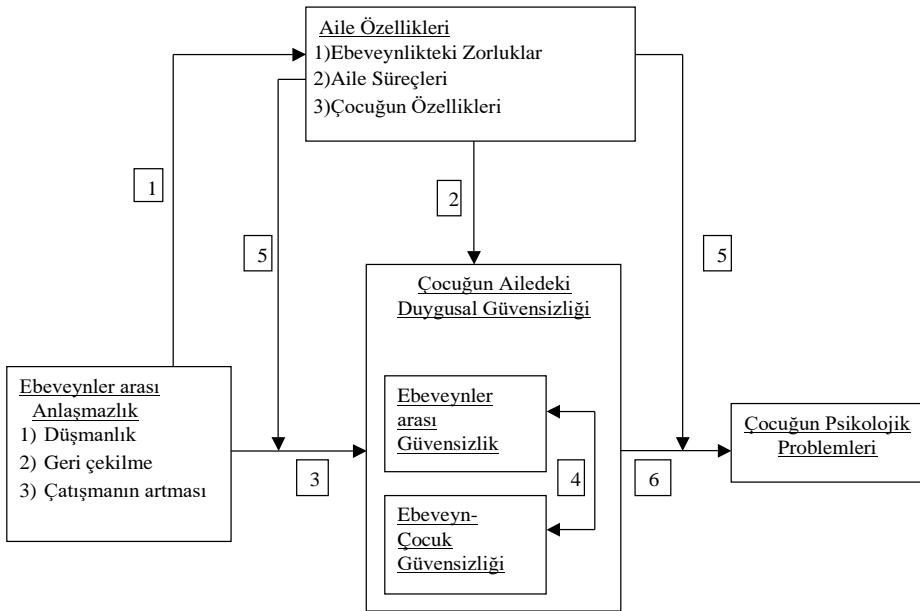 Aile Özellikleri
1)Ebeveynlikteki Zorluklar
2)Aile Süreçleri
3)Çocuğun Özellikleri
1
2
5
5
Çocuğun Ailedeki
Duygusal Güvensizliği
Ebeveynler arası
Anlaşmazlık
1) Düşmanlık
2) Geri çekilme
3) Çatışmanın artması
3
Ebeveynler
arası
Güvensizlik
4
Ebeveyn-
Çocuk
Güvensizliği
6
Çocuğun Psikolojik
Problemleri